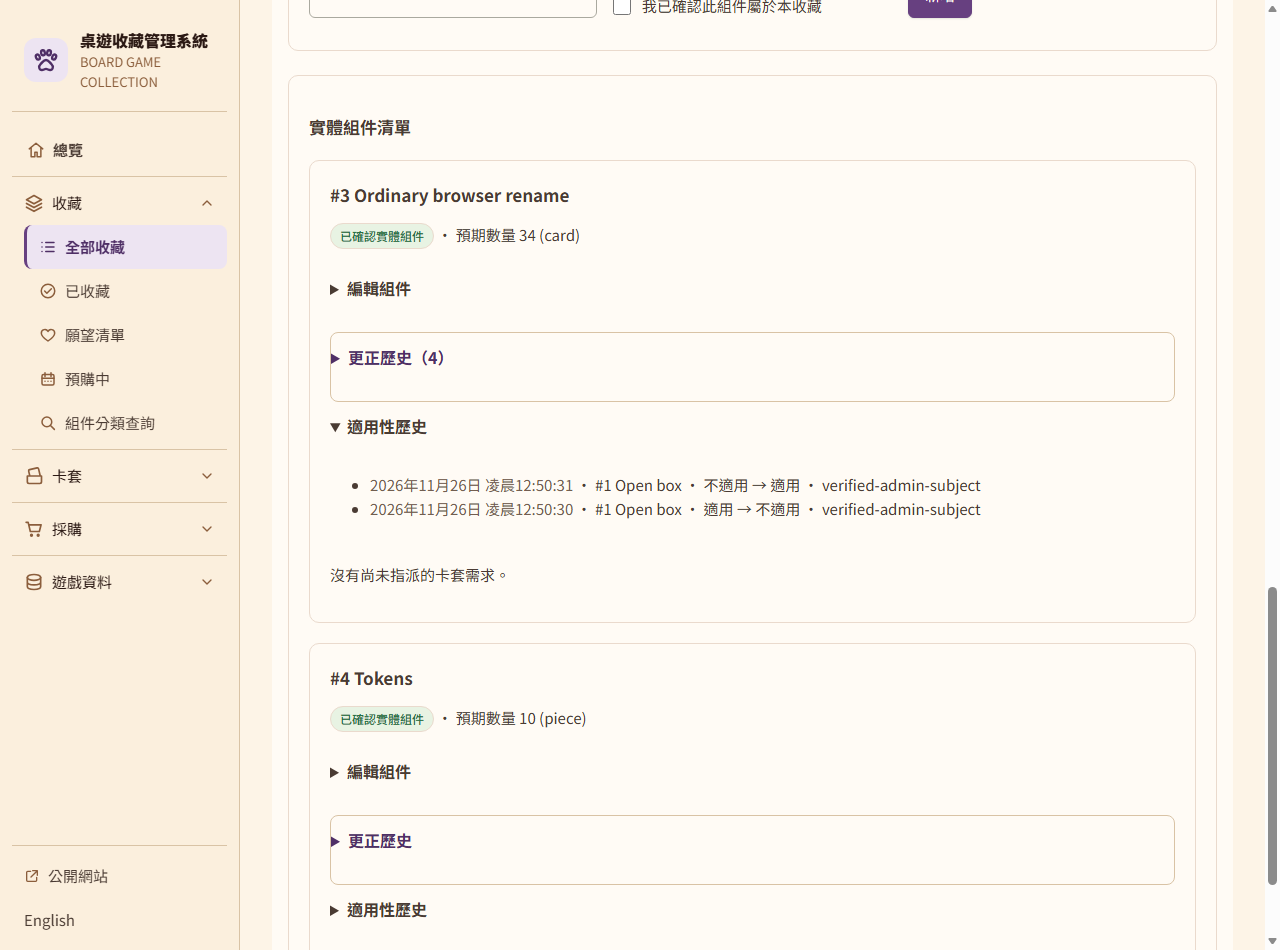 桌遊收藏管理系統
BOARD GAME
COLLECTION
總覽
收藏
全部收藏
已收藏
願望清單
預購中
組件分類查詢
卡套
採購
遊戲資料
公開網站
English
我已確認此組件屬於本收藏
實體組件清單
#3 Ordinary browser rename
已確認實體組件 · 預期數量 34 (card)
編輯組件
更正歷史（4）
適用性歷史
2026年11月26日 凌晨12:50:31 · #1 Open box · 不適用 → 適用 · verified-admin-subject
2026年11月26日 凌晨12:50:30 · #1 Open box · 適用 → 不適用 · verified-admin-subject
沒有尚未指派的卡套需求。
#4 Tokens
已確認實體組件 · 預期數量 10 (piece)
編輯組件
更正歷史
適用性歷史